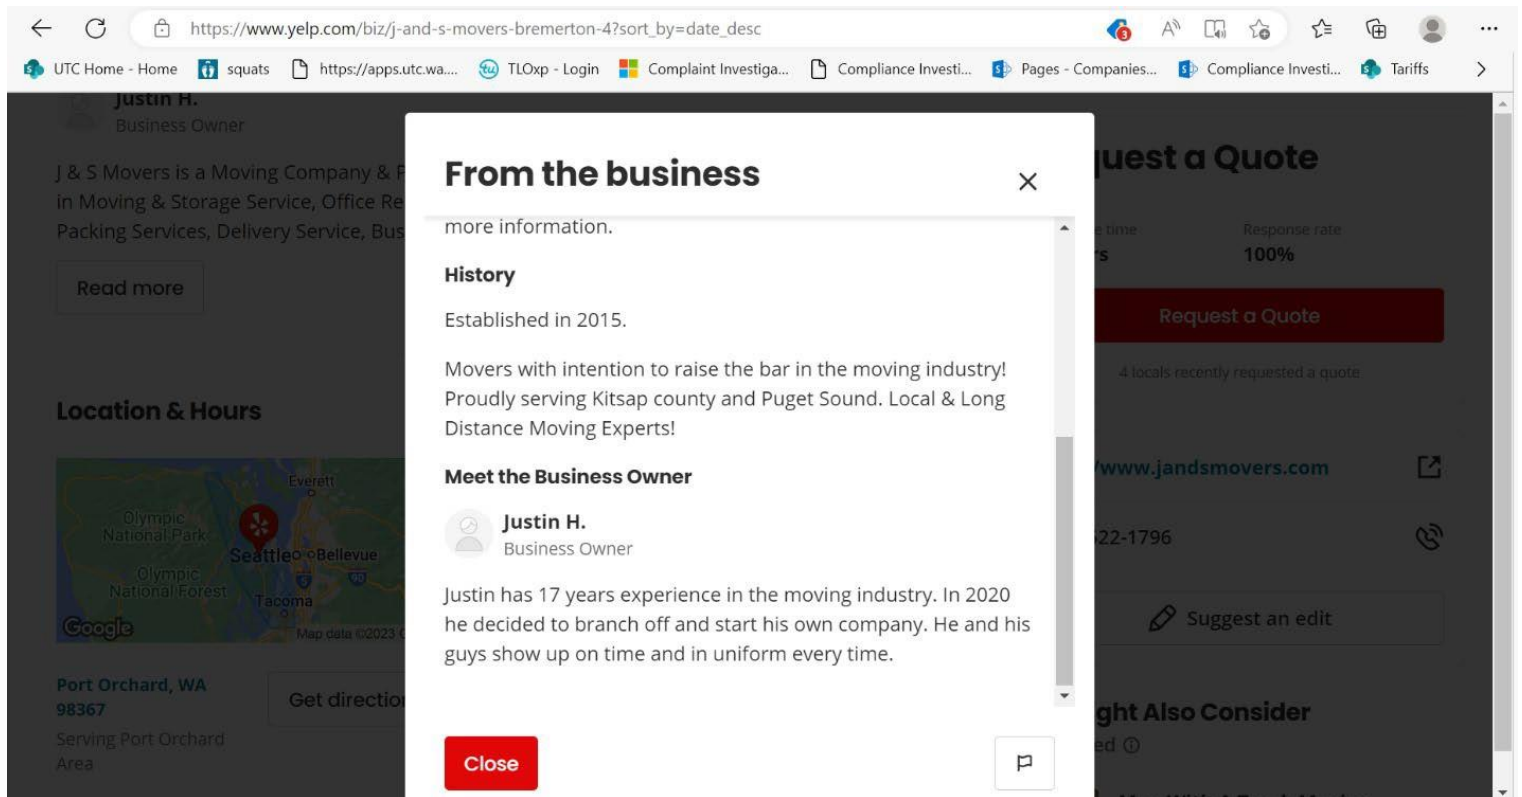 https://www.yelp.com/biz/j-and-s-movers-bremerton-4?sort_by=date_desc
3
UTC Home - Home squats https://apps.utc.wa.... TLOxp - Login Complaint Investiga... Compliance Investi... Pages - Companies... Compliance Investi... Tariffs
Justin H.
Business Owner
J & S Movers is a Moving Company & P
in Moving & Storage Service, Office Re
Packing Services, Delivery Service, Bus
Read more
Location & Hours
Everett
Olympic
National Park
Seattle Bellevue
Olympic
National Forest
Tacoma
Google
Map data ©2023
Port Orchard, WA
98367
Get direction
Serving Port Orchard
Area
From the business
more information.
History
Established in 2015.
Movers with intention to raise the bar in the moving industry!
Proudly serving Kitsap county and Puget Sound. Local & Long
Distance Moving Experts!
Meet the Business Owner
Justin H.
Business Owner
Justin has 17 years experience in the moving industry. In 2020
he decided to branch off and start his own company. He and his
guys show up on time and in uniform every time.
Close
quest a Quote
e time Response rate
rs 100%
Request a Quote
4 locals recently requested a quote
/www.jandsmovers.com
22-1796
Suggest an edit
ght Also Consider
ed